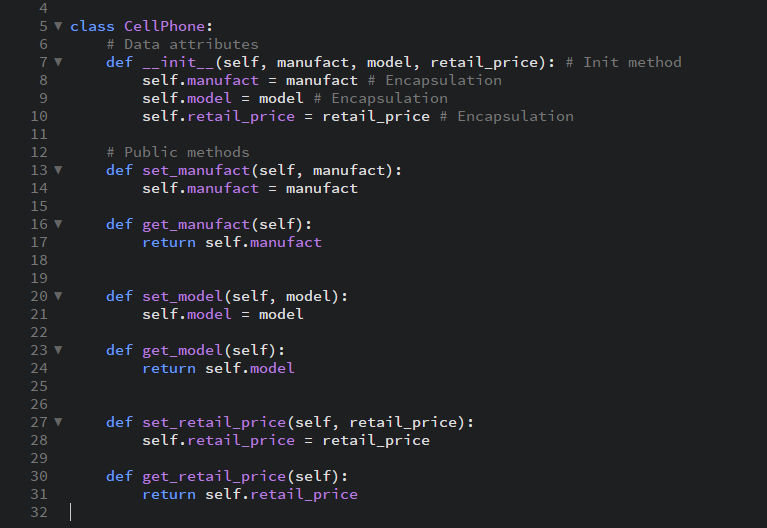 4
5 class CellPhone:
6     # Data attributes
7     def __init__(self, manufact, model, retail_price): # Init method
8         self.manufact = manufact # Encapsulation
9         self.model = model # Encapsulation
10         self.retail_price = retail_price # Encapsulation
11
12     # Public methods
13     def set_manufact(self, manufact):
14         self.manufact = manufact
15
16     def get_manufact(self):
17         return self.manufact
18
19
20     def set_model(self, model):
21         self.model = model
22
23     def get_model(self):
24         return self.model
25
26
27     def set_retail_price(self, retail_price):
28         self.retail_price = retail_price
29
30     def get_retail_price(self):
31         return self.retail_price
32